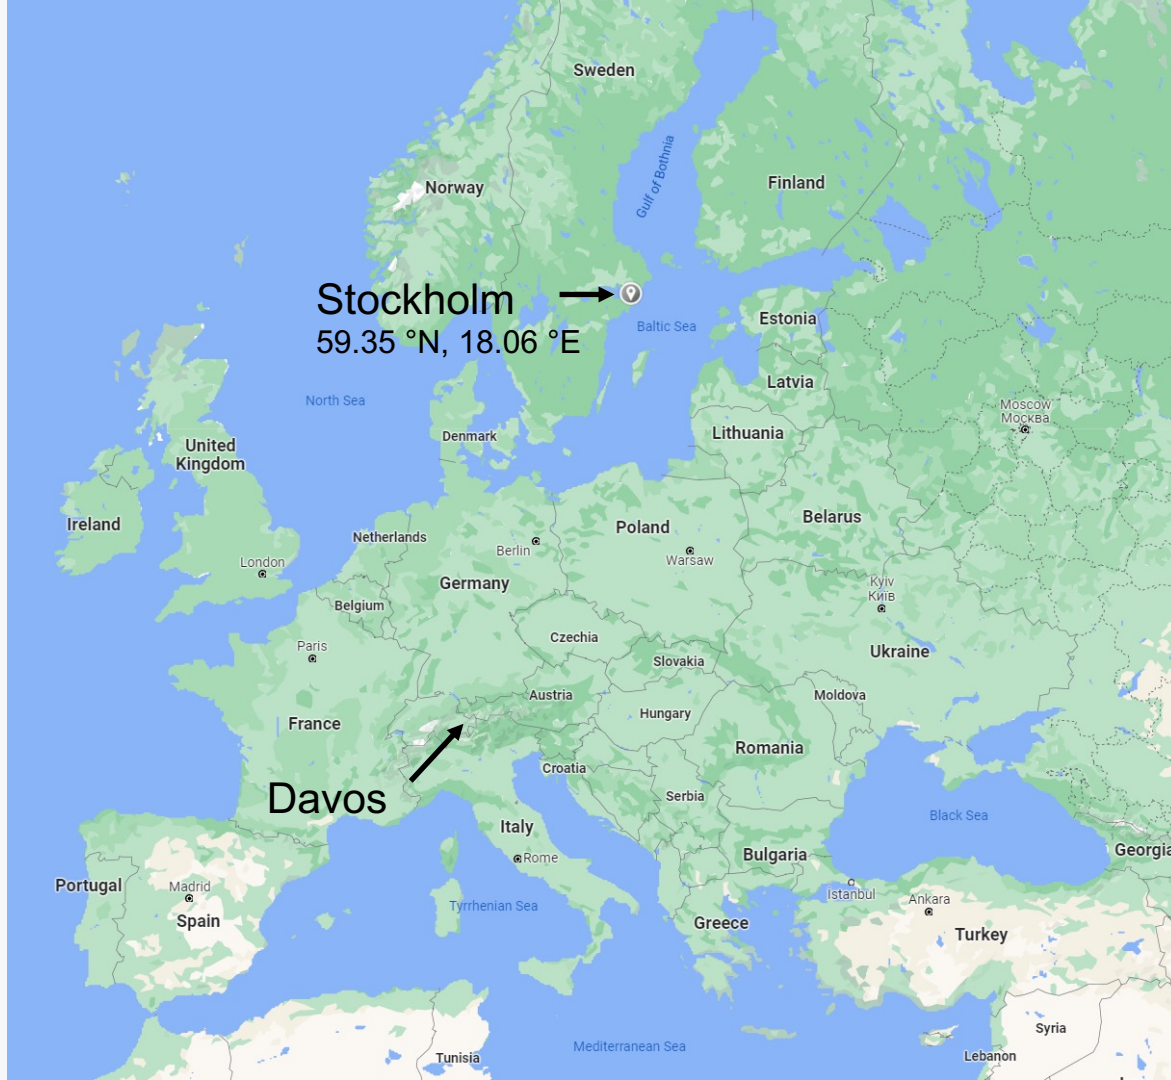 Sweden
Gulf of Bothnia
Norway
Finland
Stockholm
59.35 °N, 18.06 °E
Baltic Sea
Estonia
Latvia
North Sea
Moscow
Москва
Denmark
Lithuania
United
Kingdom
Ireland
Netherlands
Berlin
Poland
Warsaw
Belarus
London
Germany
Kyiv
Київ
Belgium
Czechia
Paris
Slovakia
Ukraine
Austria
Moldova
France
Hungary
Romania
Croatia
Davos
Serbia
Black Sea
Italy
Georgia
Bulgaria
Rome
Portugal
Madrid
Istanbul
Ankara
Spain
Tyrrhenian Sea
Greece
Turkey
Syria
Mediterranean Sea
Tunisia
Lebanon